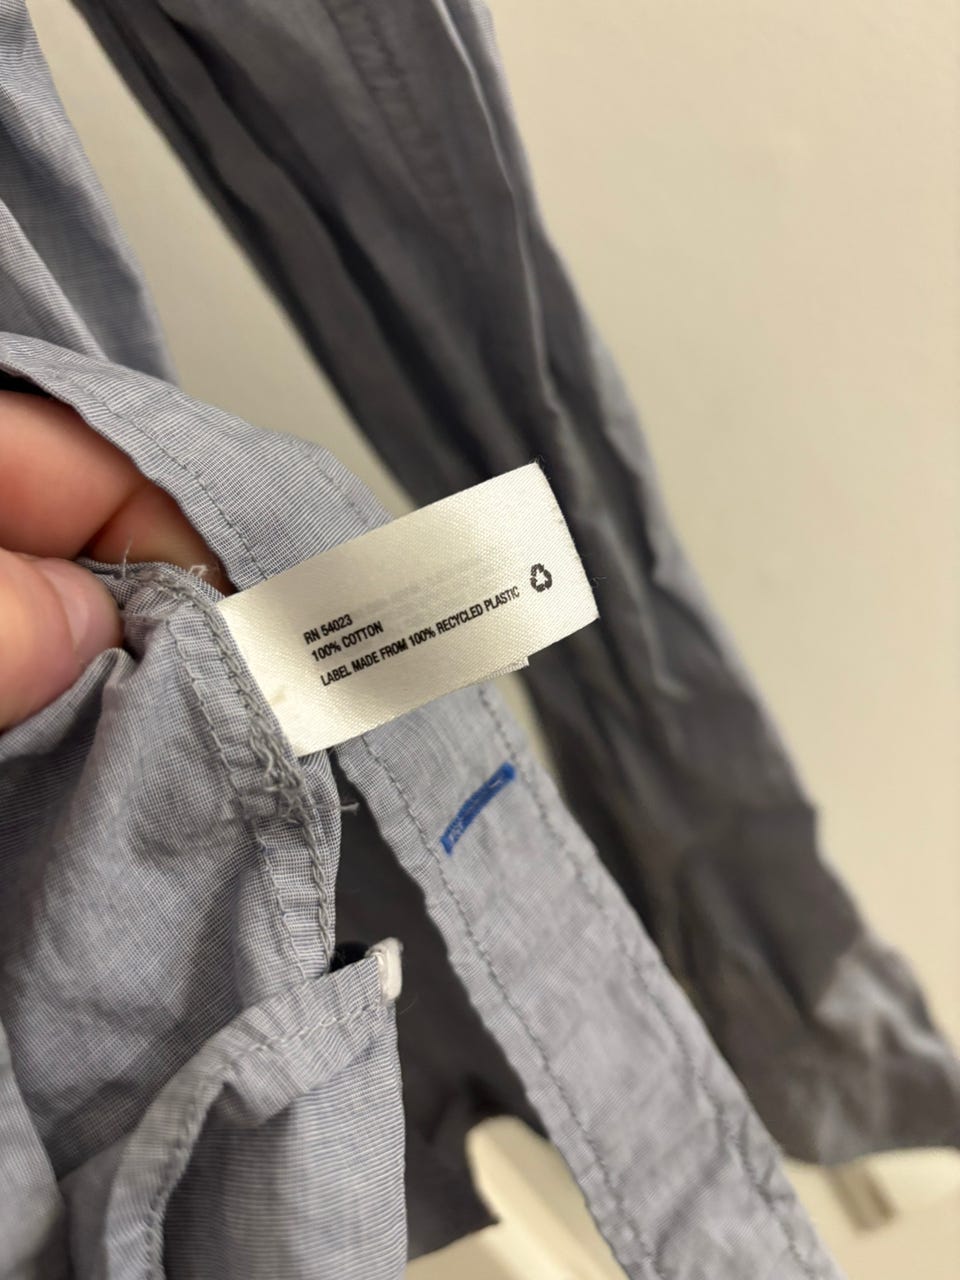 RN 54023
100% COTTON
LABEL MADE FROM 100% RECYCLED PLASTIC